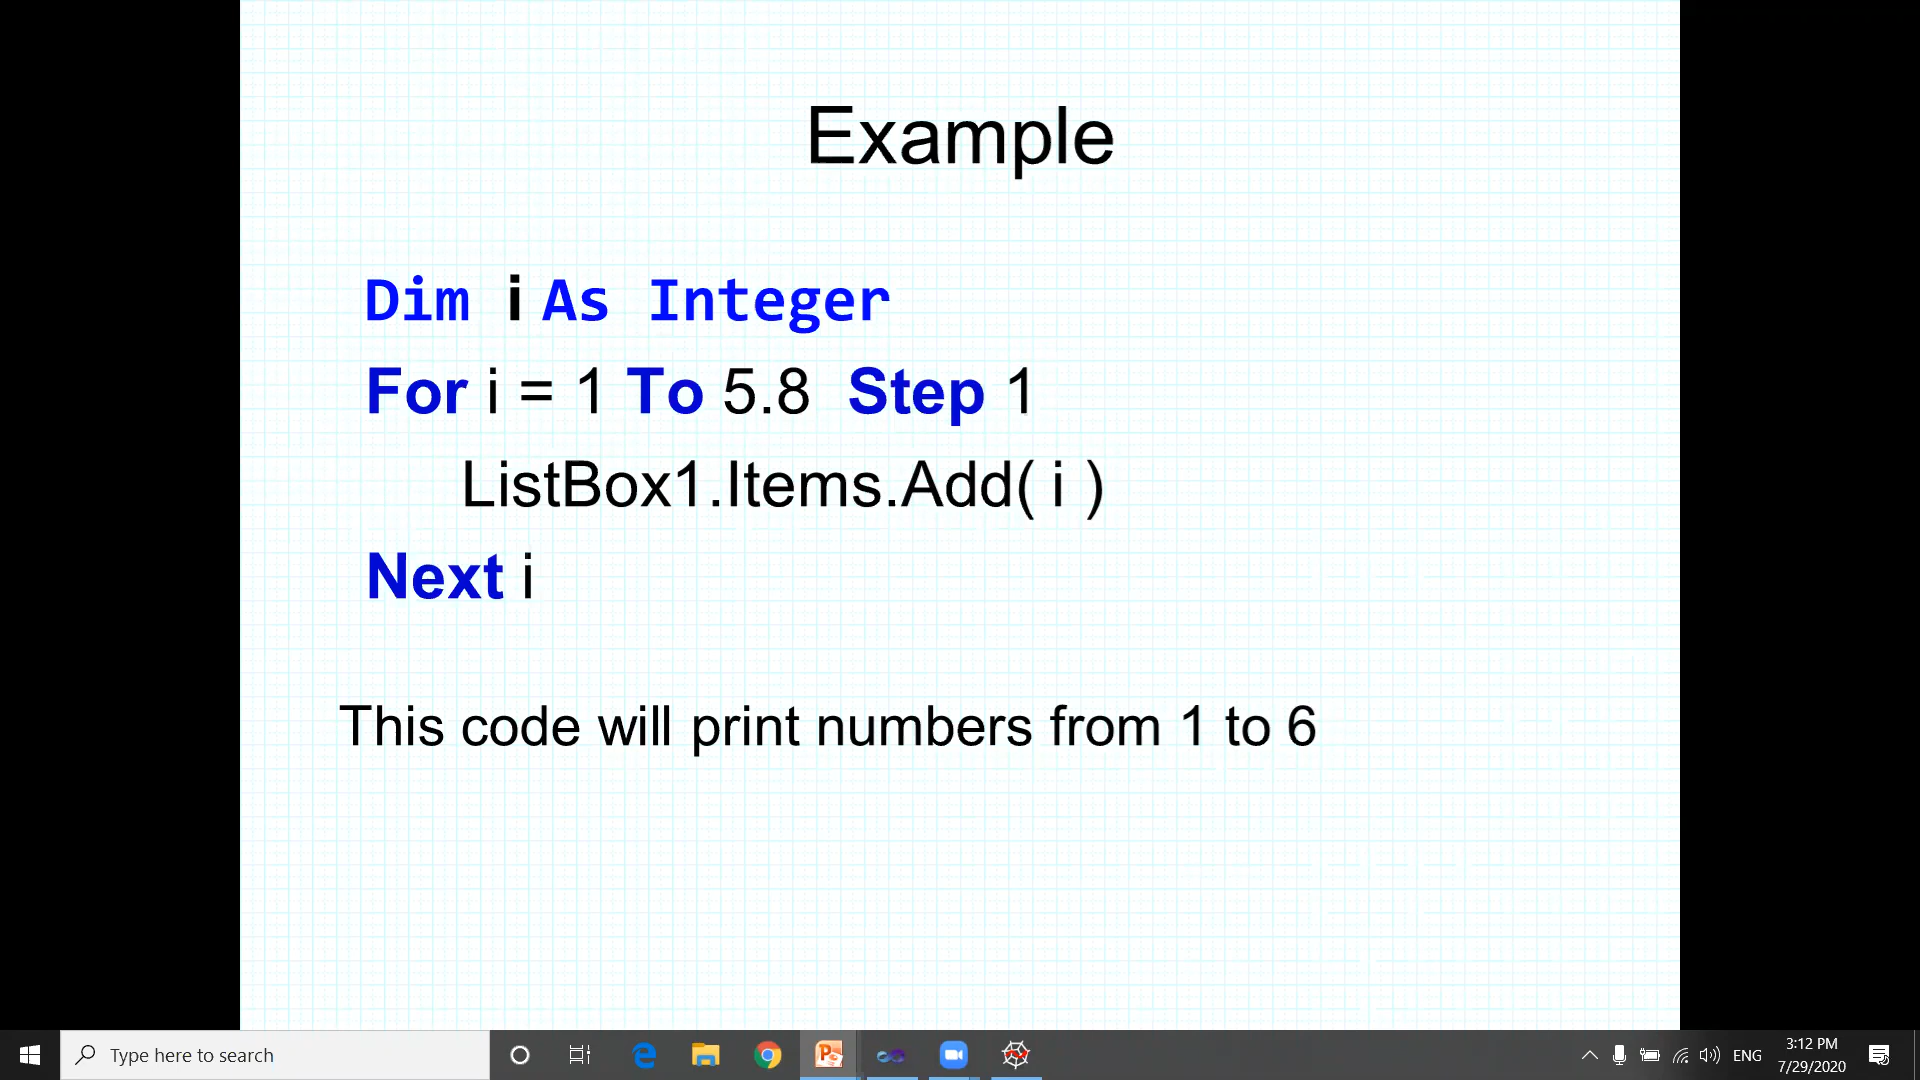 Example
Dim i As Integer
For i = 1 To 5.8 Step 1
ListBox1.Items.Add( i )
Next i
This code will print numbers from 1 to 6
Type here to search
ENG
3:12 PM
7/29/2020